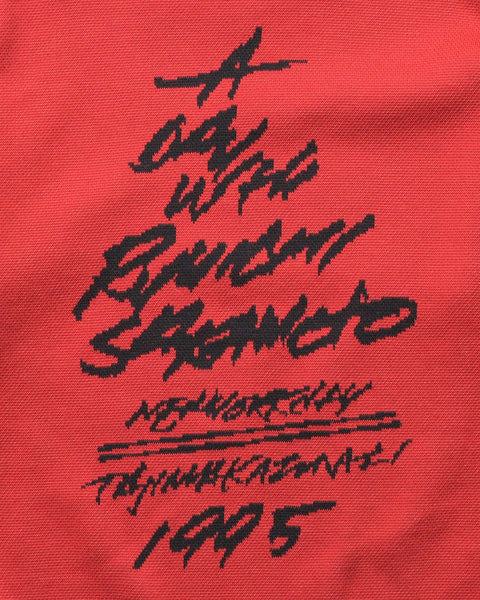 A
DAY
WITH
RYUICHI
SAKAMOTO
NEW YORK CITY
1995